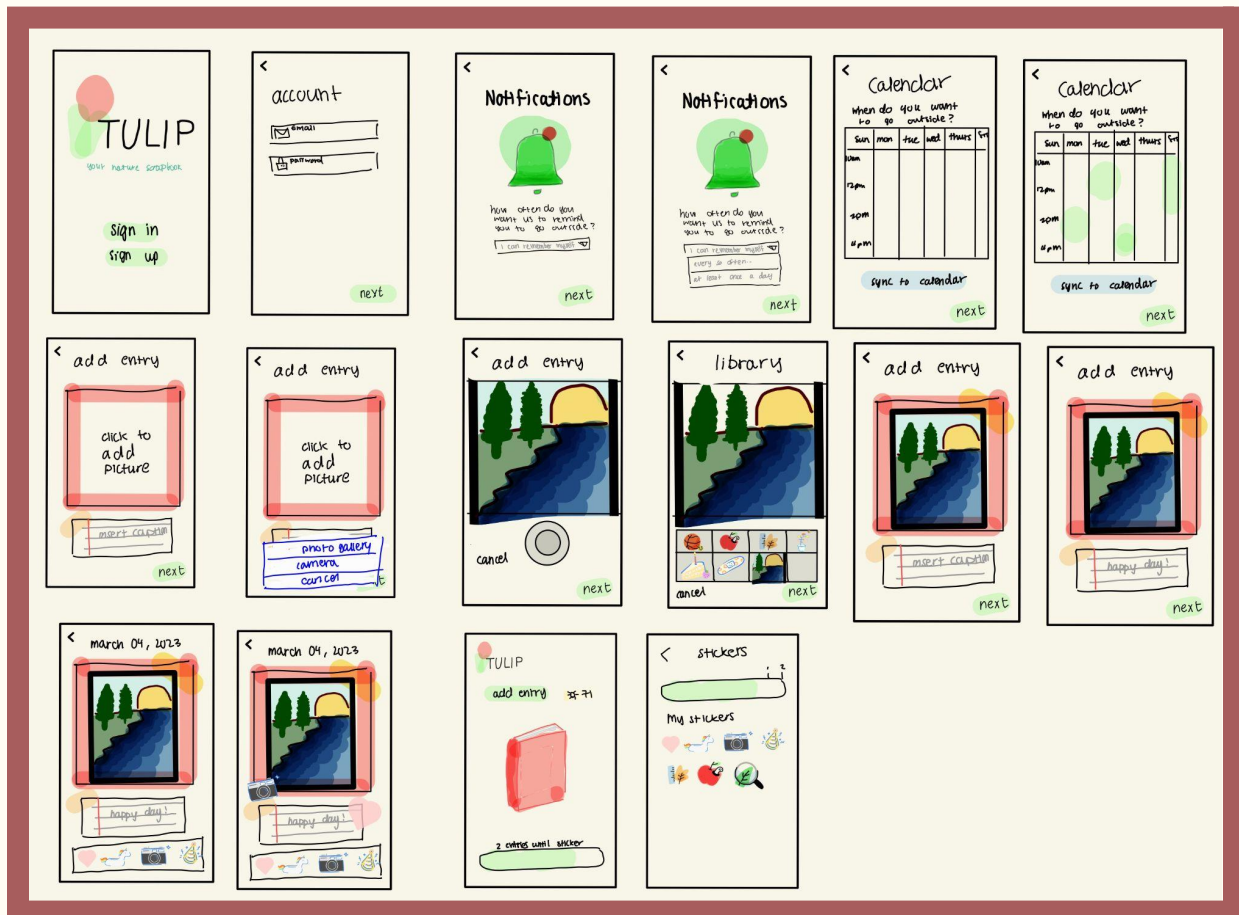 TULIP
your nature scrapbook
sign in
sign up
<
account
email
password
next
<
Notifications
how often do you
want us to remind
you to go outside?
i can remember myself
next
<
Notifications
how often do you
want us to remind
you to go outside?
i can remember myself
every so often...
at least once a day
next
<
Calendar
when do you want
to go outside?
Sun mon tue wed thurs fri
10am
12pm
2pm
4pm
sync to calendar
next
<
Calendar
when do you want
to go outside?
Sun mon tue wed thurs fri
10am
12pm
2pm
4pm
sync to calendar
next
<
add entry
click to
add
picture
insert caption
next
<
add entry
click to
add
picture
photo gallery
camera
cancel
<
add entry
cancel
next
<
library
cancel
next
<
add entry
insert caption
next
<
add entry
happy day!
next
<
march 04, 2023
happy day!
<
march 04, 2023
happy day!
TULIP
add entry
71
2 entries until sticker
<
stickers
1 2
My stickers